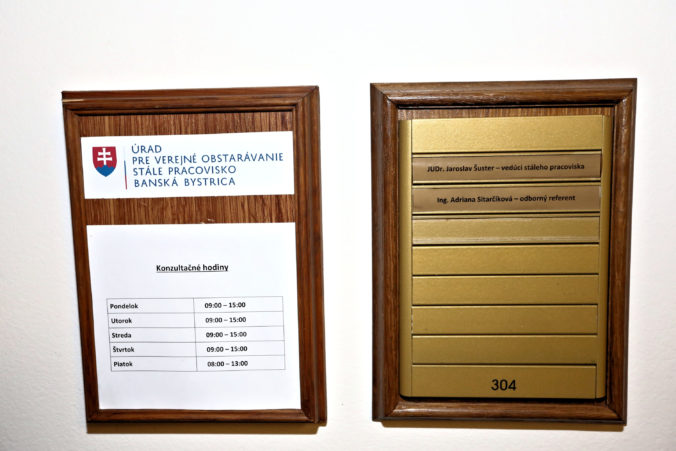 ÚRAD
PRE VEREJNÉ OBSTARÁVANIE
STÁLE PRACOVISKO
BANSKÁ BYSTRICA
Konzultačné hodiny
Pondelok 09:00 – 15:00
Utorok 09:00 – 15:00
Streda 09:00 – 15:00
Štvrtok 09:00 – 15:00
Piatok 08:00 – 13:00
JUDr. Jaroslav Šuster – vedúci stáleho pracoviska
Ing. Adriana Sitarčíková – odborný referent
304